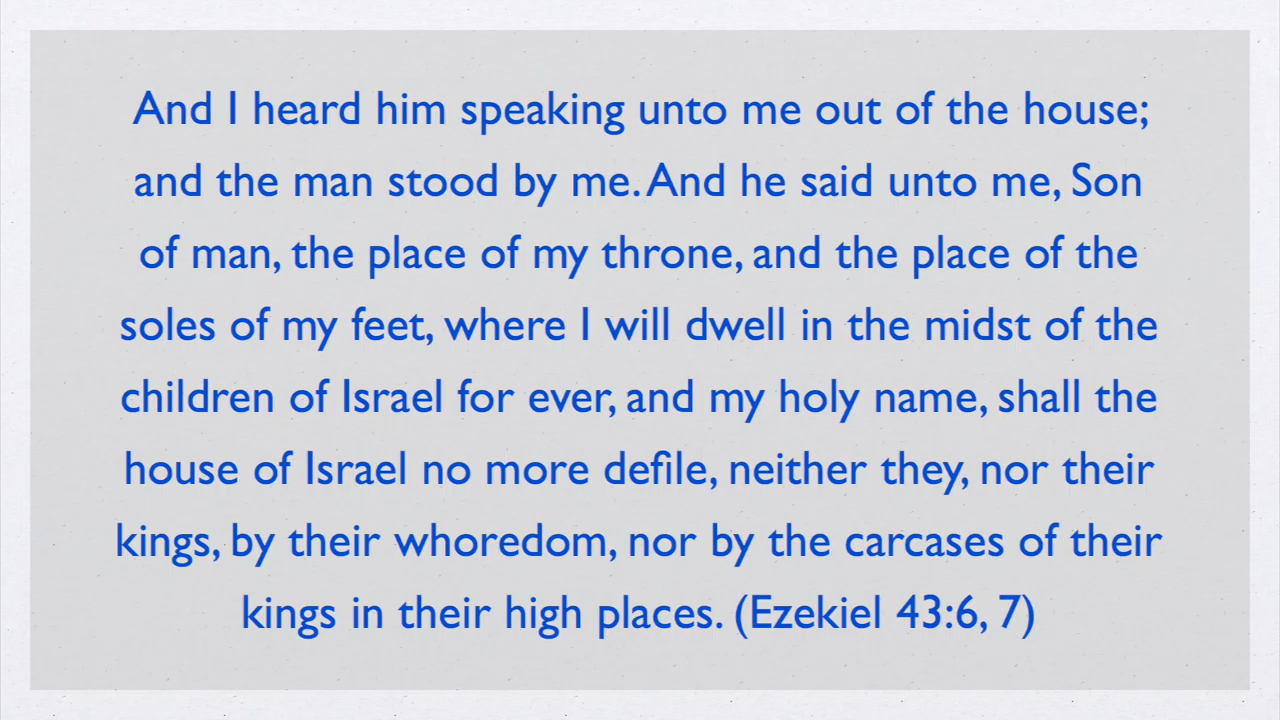 And I heard him speaking unto me out of the house;
and the man stood by me. And he said unto me, Son
of man, the place of my throne, and the place of the
soles of my feet, where I will dwell in the midst of the
children of Israel for ever, and my holy name, shall the
house of Israel no more defile, neither they, nor their
kings, by their whoredom, nor by the carcases of their
kings in their high places. (Ezekiel 43:6, 7)